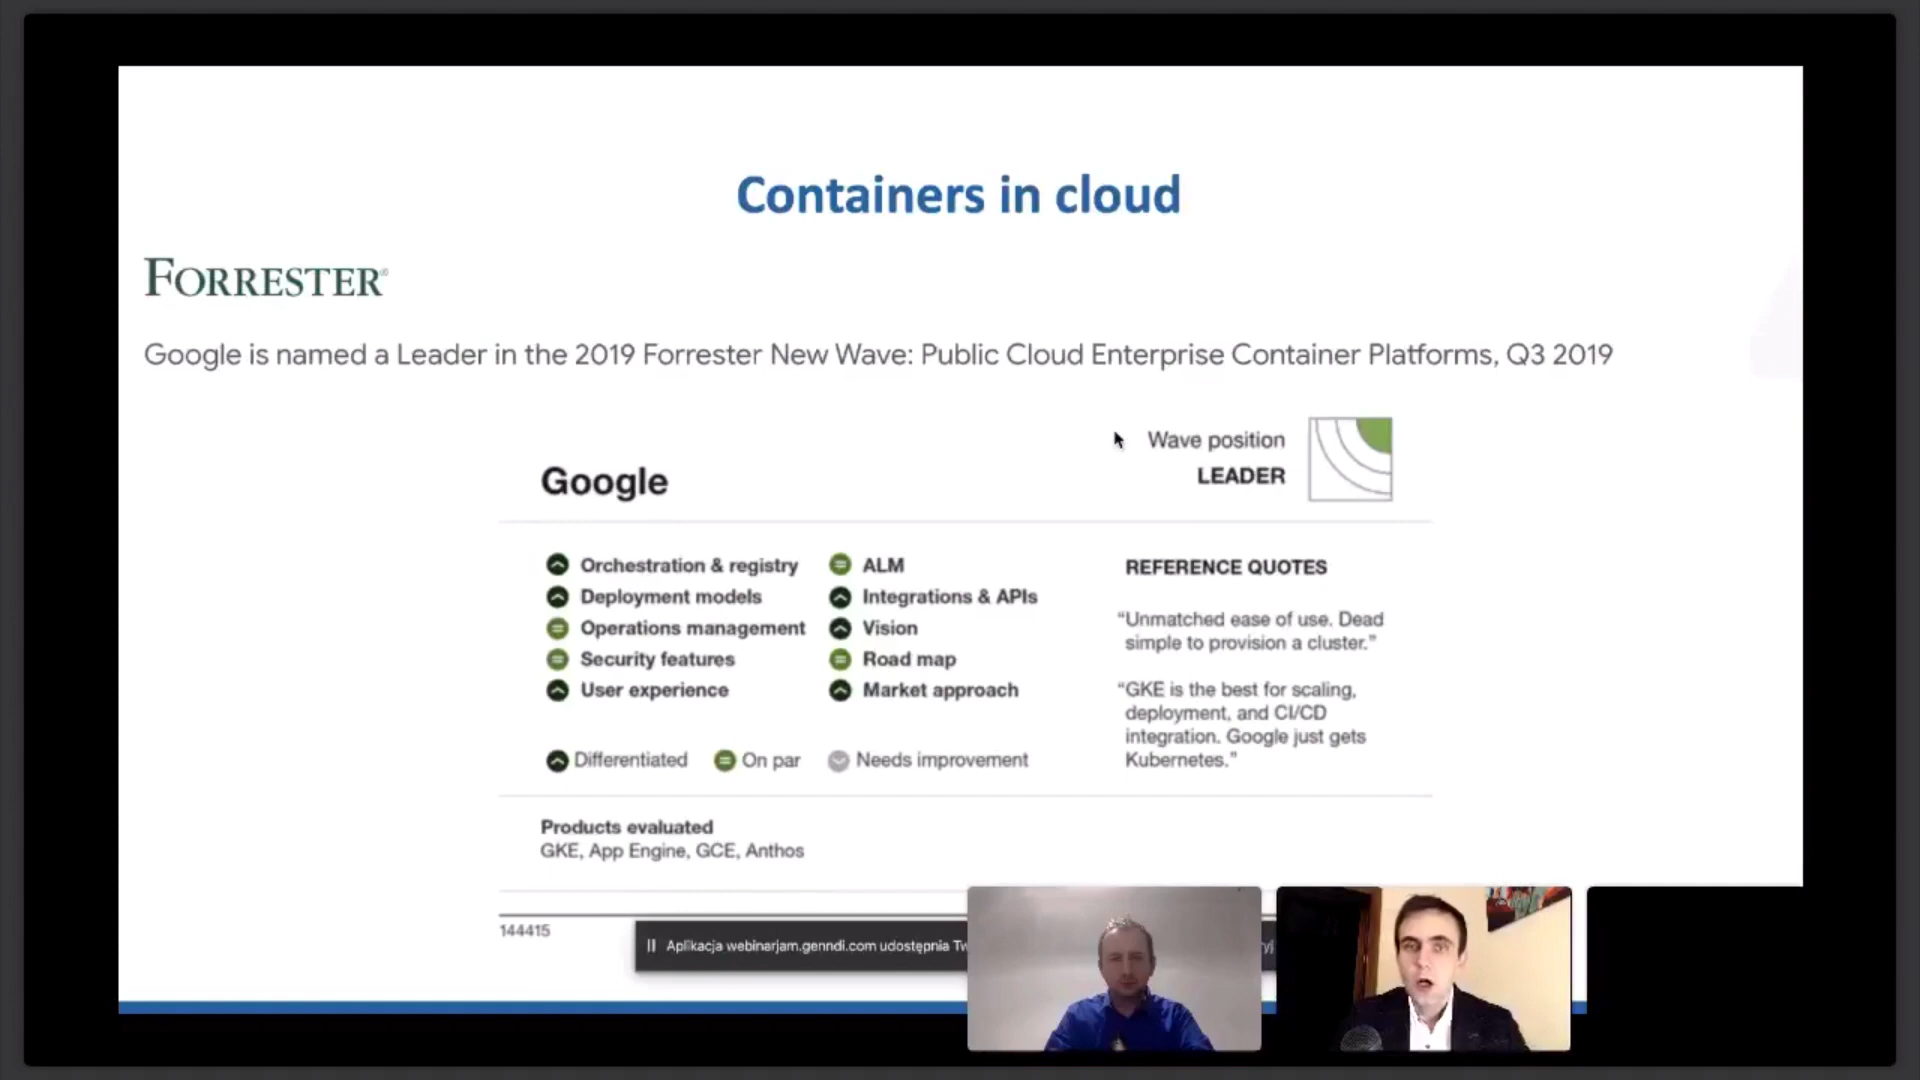 Containers in cloud
FORRESTER®
Google is named a Leader in the 2019 Forrester New Wave: Public Cloud Enterprise Container Platforms, Q3 2019
Wave position
LEADER
Google
Orchestration & registry
Deployment models
Operations management
Security features
User experience
ALM
Integrations & APIs
Vision
Road map
Market approach
Differentiated
On par
Needs improvement
REFERENCE QUOTES
“Unmatched ease of use. Dead
simple to provision a cluster.”
“GKE is the best for scaling,
deployment, and CI/CD
integration. Google just gets
Kubernetes.”
Products evaluated
GKE, App Engine, GCE, Anthos
144415
Aplikacja webinarjam.genndi.com udostępnia